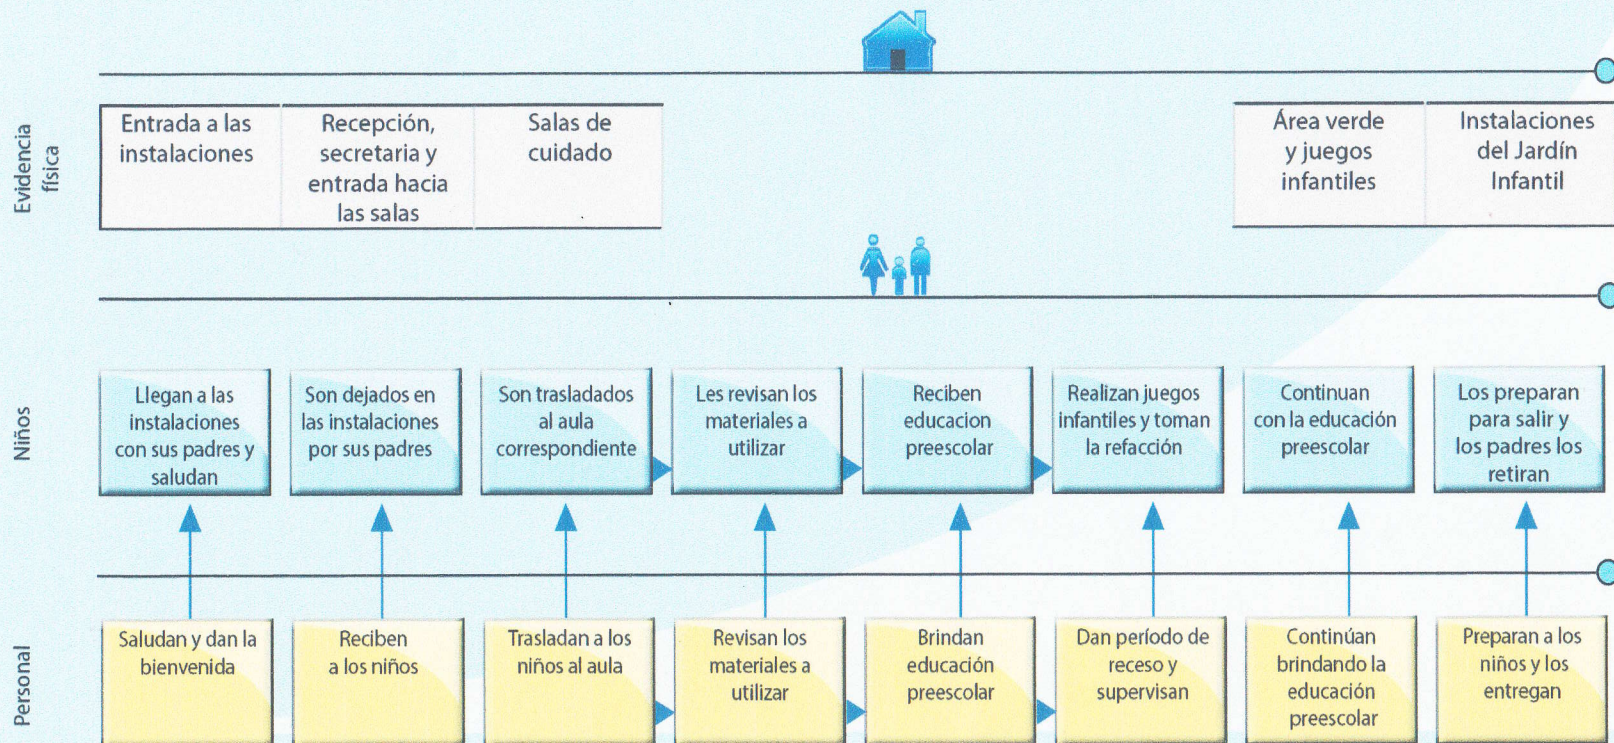 Evidencia
física
Entrada a las
instalaciones
Recepción,
secretaria y
entrada hacia
las salas
Salas de
cuidado
Área verde
y juegos
infantiles
Instalaciones
del Jardín
Infantil
Niños
Llegan a las
instalaciones
con sus padres y
saludan
Son dejados en
las instalaciones
por sus padres
Son trasladados
al aula
correspondiente
Les revisan los
materiales a
utilizar
Reciben
educacion
preescolar
Realizan juegos
infantiles y toman
la refacción
Continuan
con la educación
preescolar
Los preparan
para salir y
los padres los
retiran
Personal
Saludan y dan la
bienvenida
Reciben
a los niños
Trasladan a los
niños al aula
Revisan los
materiales a
utilizar
Brindan
educación
preescolar
Dan período de
receso y
supervisan
Continúan
brindando la
educación
preescolar
Preparan a los
niños y los
entregan